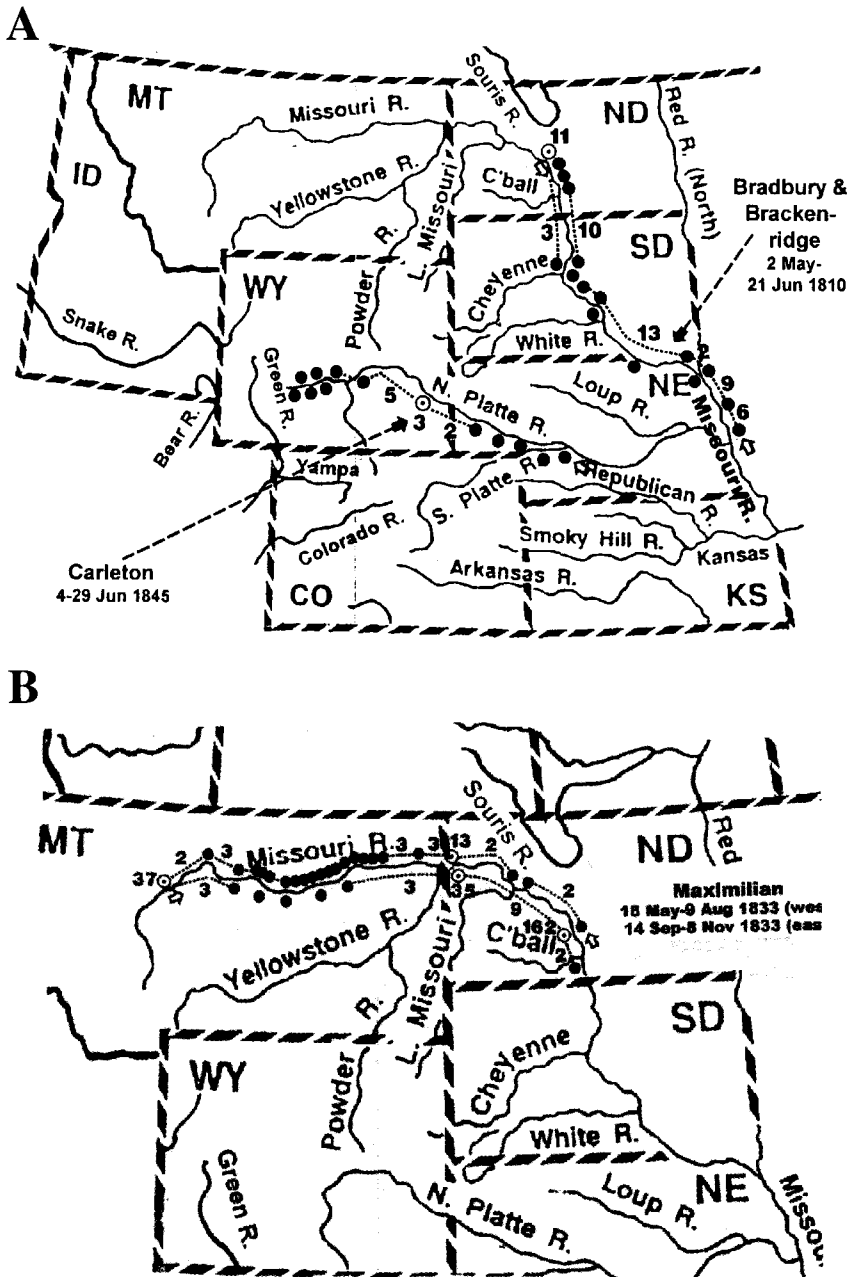 A
MT
Missouri R.
Souris R.
ND
Red R. (North)
11
ID
Yellowstone R.
C'ball
L. Missouri
Bradbury &
Bracken-
ridge
2 May-
21 Jun 1810
3
10
SD
R.
Powder
WY
Cheyenne
Snake R.
White R.
13
Green R.
NE
9
6
Loup R.
Missouri R.
N. Platte R.
5
3
2
Bear R.
Yampa
S. Platte R.
Republican
R.
Colorado R.
Smoky Hill R.
Kansas
Arkansas R.
Carleton
4-29 Jun 1845
CO
KS
B
MT
Souris R.
ND
Red
2
3
Missouri R.
3
3
13
2
37
3
3
35
2
Maximilian
18 May-9 Aug 1833 (wes
14 Sep-8 Nov 1833 (eas
9
162
C'ball
2
Yellowstone R.
L. Missouri
R.
Powder
SD
WY
Cheyenne
White R.
Green R.
NE
Loup R.
N. Platte R.
Missou